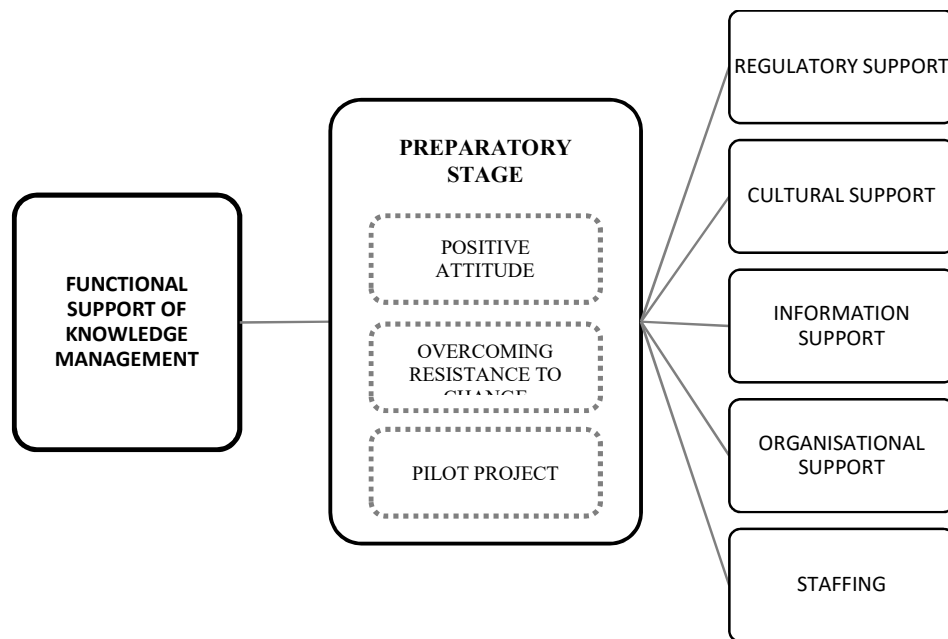 FUNCTIONAL
SUPPORT OF
KNOWLEDGE
MANAGEMENT
PREPARATORY
STAGE
POSITIVE
ATTITUDE
OVERCOMING
RESISTANCE TO
CHANGE
PILOT PROJECT
REGULATORY SUPPORT
CULTURAL SUPPORT
INFORMATION
SUPPORT
ORGANISATIONAL
SUPPORT
STAFFING